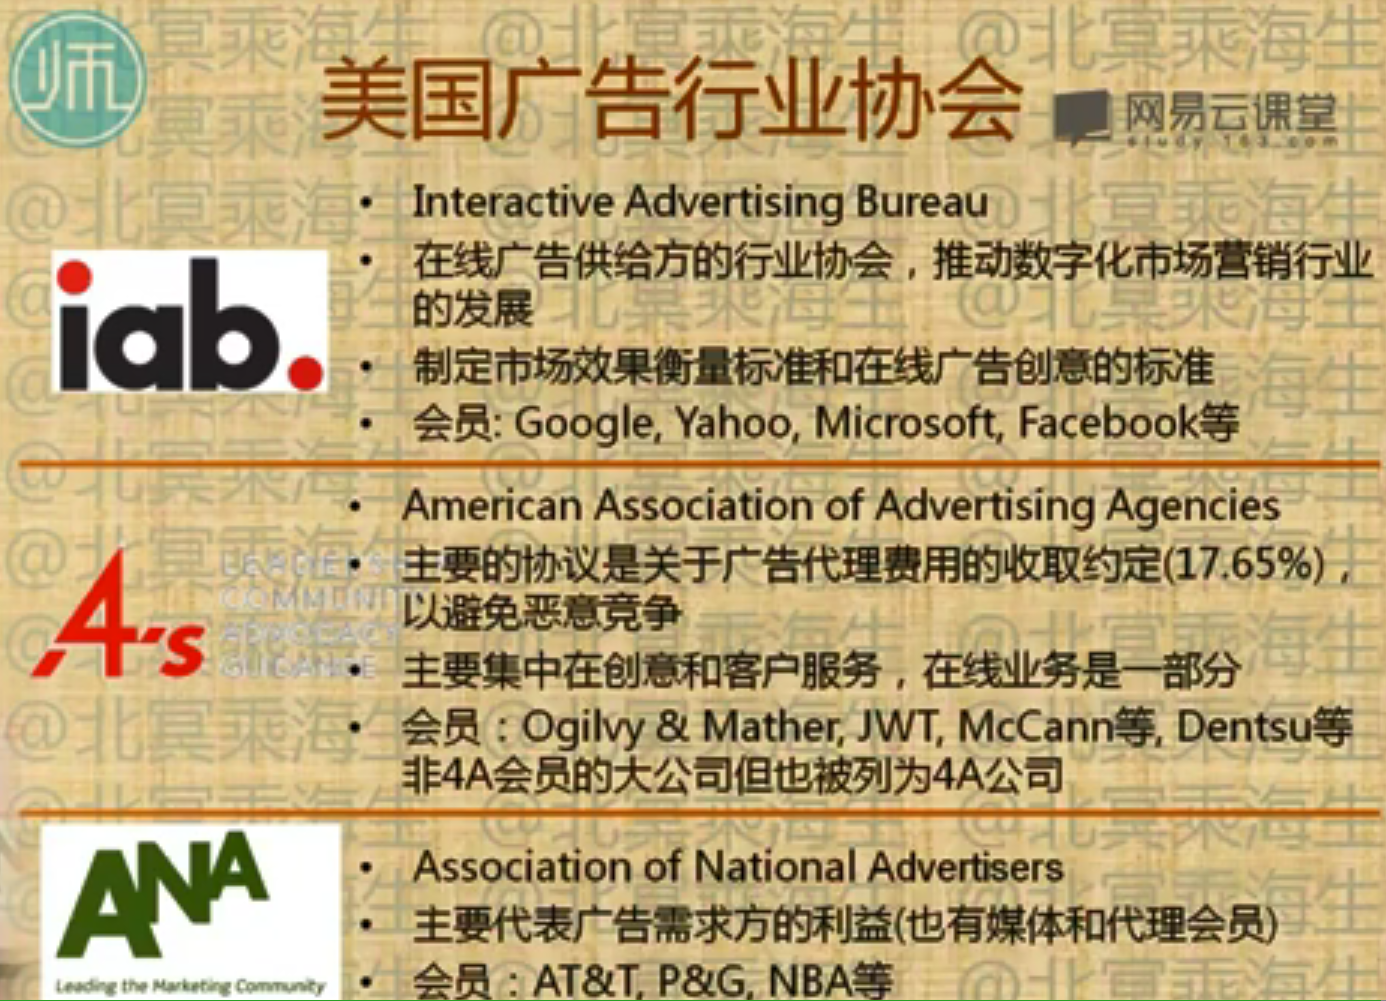 师
美国广告行业协会
网易云课堂
study.163.com
iab.
• Interactive Advertising Bureau
• 在线广告供给方的行业协会，推动数字化市场营销行业
的发展
• 制定市场效果衡量标准和在线广告创意的标准
• 会员: Google, Yahoo, Microsoft, Facebook等
4A's
LEADERSHIP
COMMUNITY
ADVOCACY
GUIDANCE
• American Association of Advertising Agencies
• 主要的协议是关于广告代理费用的收取约定(17.65%)，
以避免恶意竞争
• 主要集中在创意和客户服务，在线业务是一部分
• 会员：Ogilvy & Mather, JWT, McCann等, Dentsu等
非4A会员的大公司但也被列为4A公司
ANA
Leading the Marketing Community
• Association of National Advertisers
• 主要代表广告需求方的利益(也有媒体和代理会员)
• 会员：AT&T, P&G, NBA等
@北冥乘海生